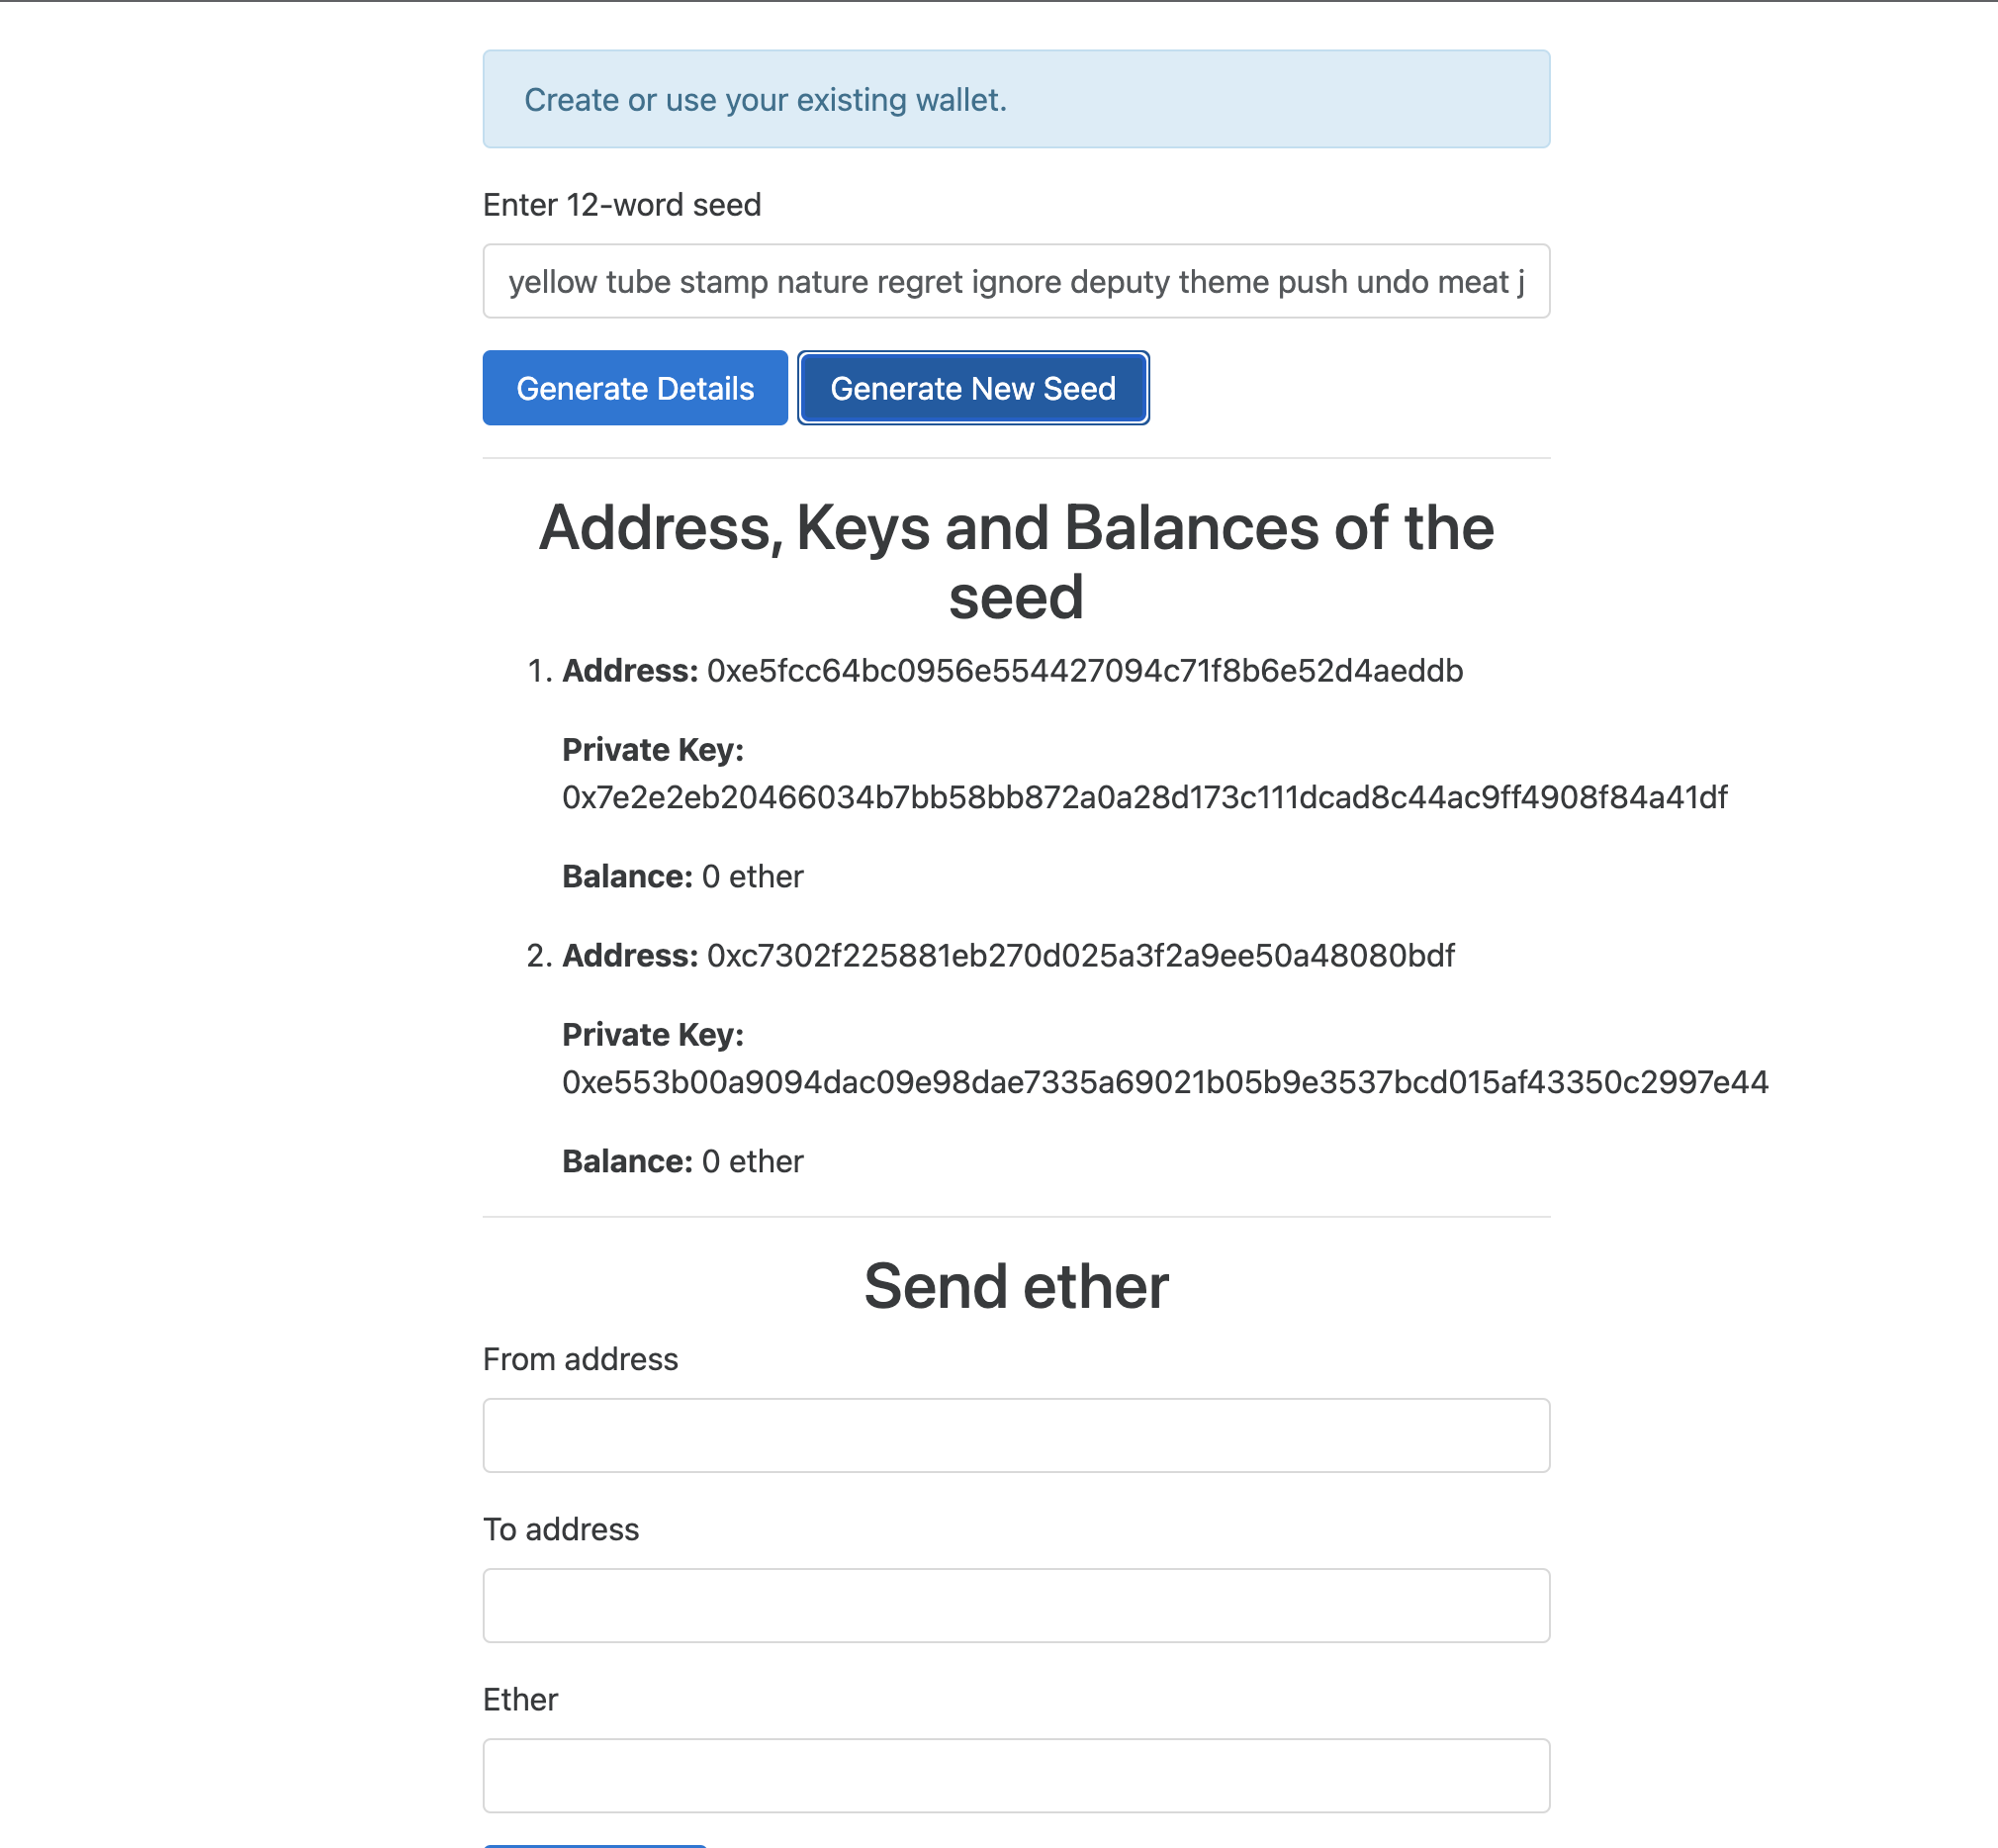 Create or use your existing wallet.
Enter 12-word seed
yellow tube stamp nature regret ignore deputy theme push undo meat j
Generate Details Generate New Seed
Address, Keys and Balances of the
seed
1. Address: 0xe5fcc64bc0956e554427094c71f8b6e52d4aeddb
Private Key:
0x7e2e2eb20466034b7bb58bb872a0a28d173c111dcad8c44ac9ff4908f84a41df
Balance: 0 ether
2. Address: 0xc7302f225881eb270d025a3f2a9ee50a48080bdf
Private Key:
0xe553b00a9094dac09e98dae7335a69021b05b9e3537bcd015af43350c2997e44
Balance: 0 ether
Send ether
From address
To address
Ether